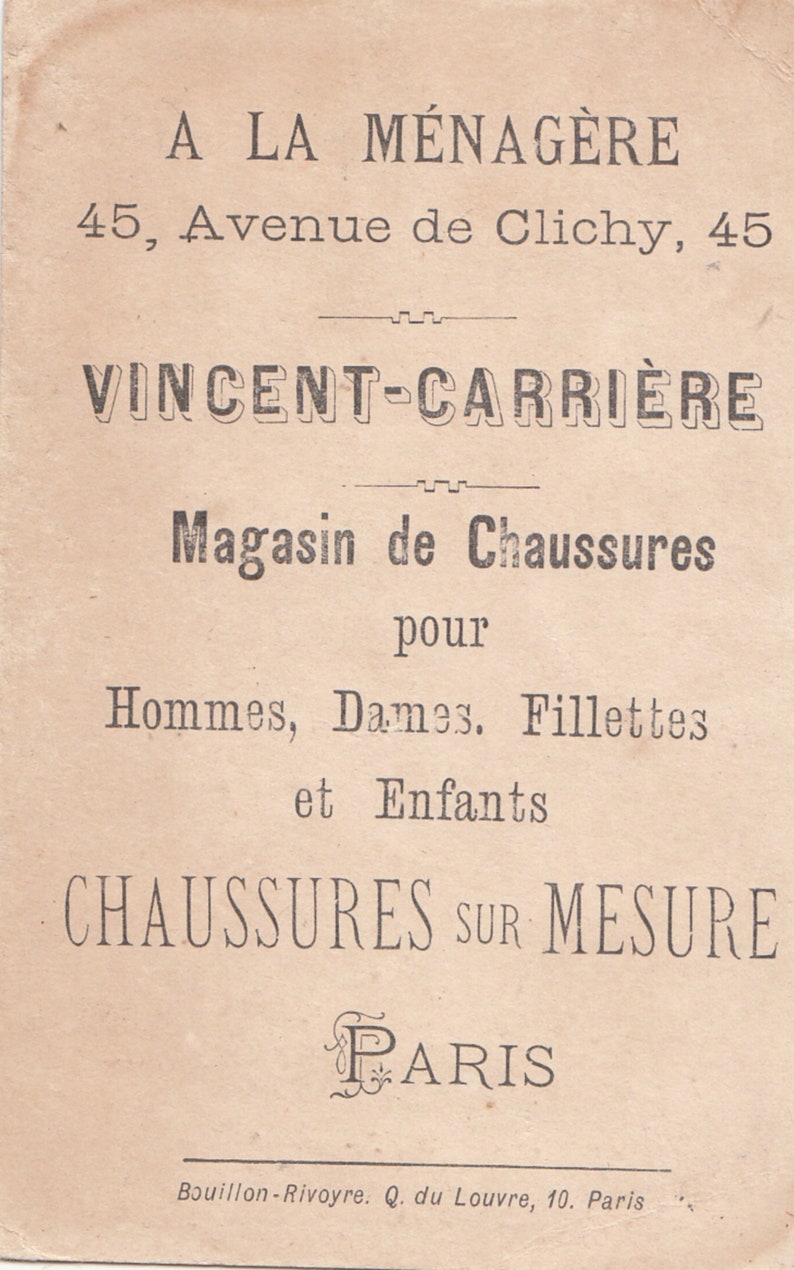 A LA MÉNAGÈRE
45, Avenue de Clichy, 45
VINCENT-CARRIÈRE
Magasin de Chaussures
pour
Hommes, Dames. Fillettes
et Enfants
CHAUSSURES SUR MESURE
PARIS
Bouillon-Rivoyre. Q. du Louvre, 10. Paris